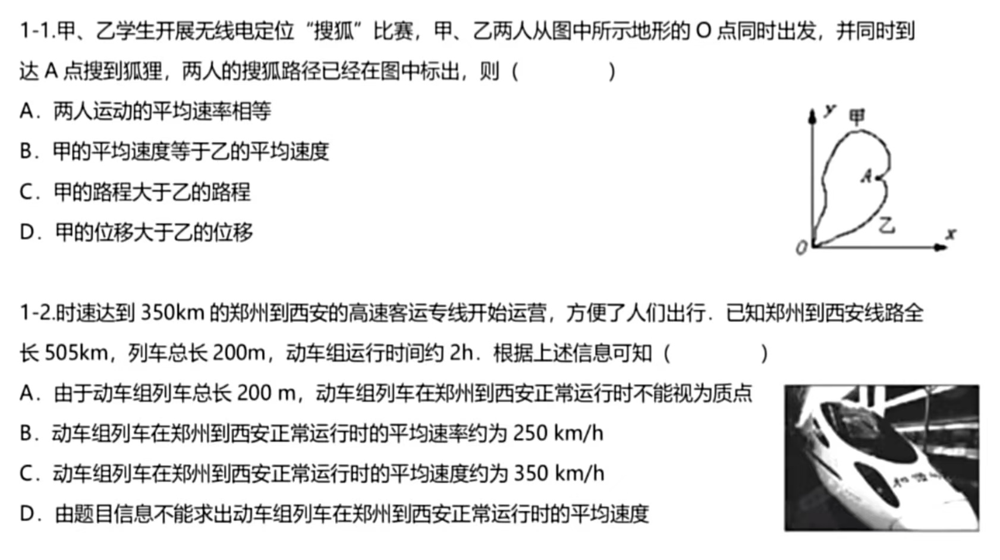 1-1.甲、乙学生开展无线电定位“搜狐”比赛，甲、乙两人从图中所示地形的 O 点同时出发，并同时到
达 A 点搜到狐狸，两人的搜狐路径已经在图中标出，则（　　　　）
A．两人运动的平均速率相等
B．甲的平均速度等于乙的平均速度
C．甲的路程大于乙的路程
D．甲的位移大于乙的位移
y
甲
A
乙
x
O
1-2.时速达到 350km 的郑州到西安的高速客运专线开始运营，方便了人们出行．已知郑州到西安线路全
长 505km，列车总长 200m，动车组运行时间约 2h．根据上述信息可知（　　　　）
A．由于动车组列车总长 200 m，动车组列车在郑州到西安正常运行时不能视为质点
B．动车组列车在郑州到西安正常运行时的平均速率约为 250 km/h
C．动车组列车在郑州到西安正常运行时的平均速度约为 350 km/h
D．由题目信息不能求出动车组列车在郑州到西安正常运行时的平均速度